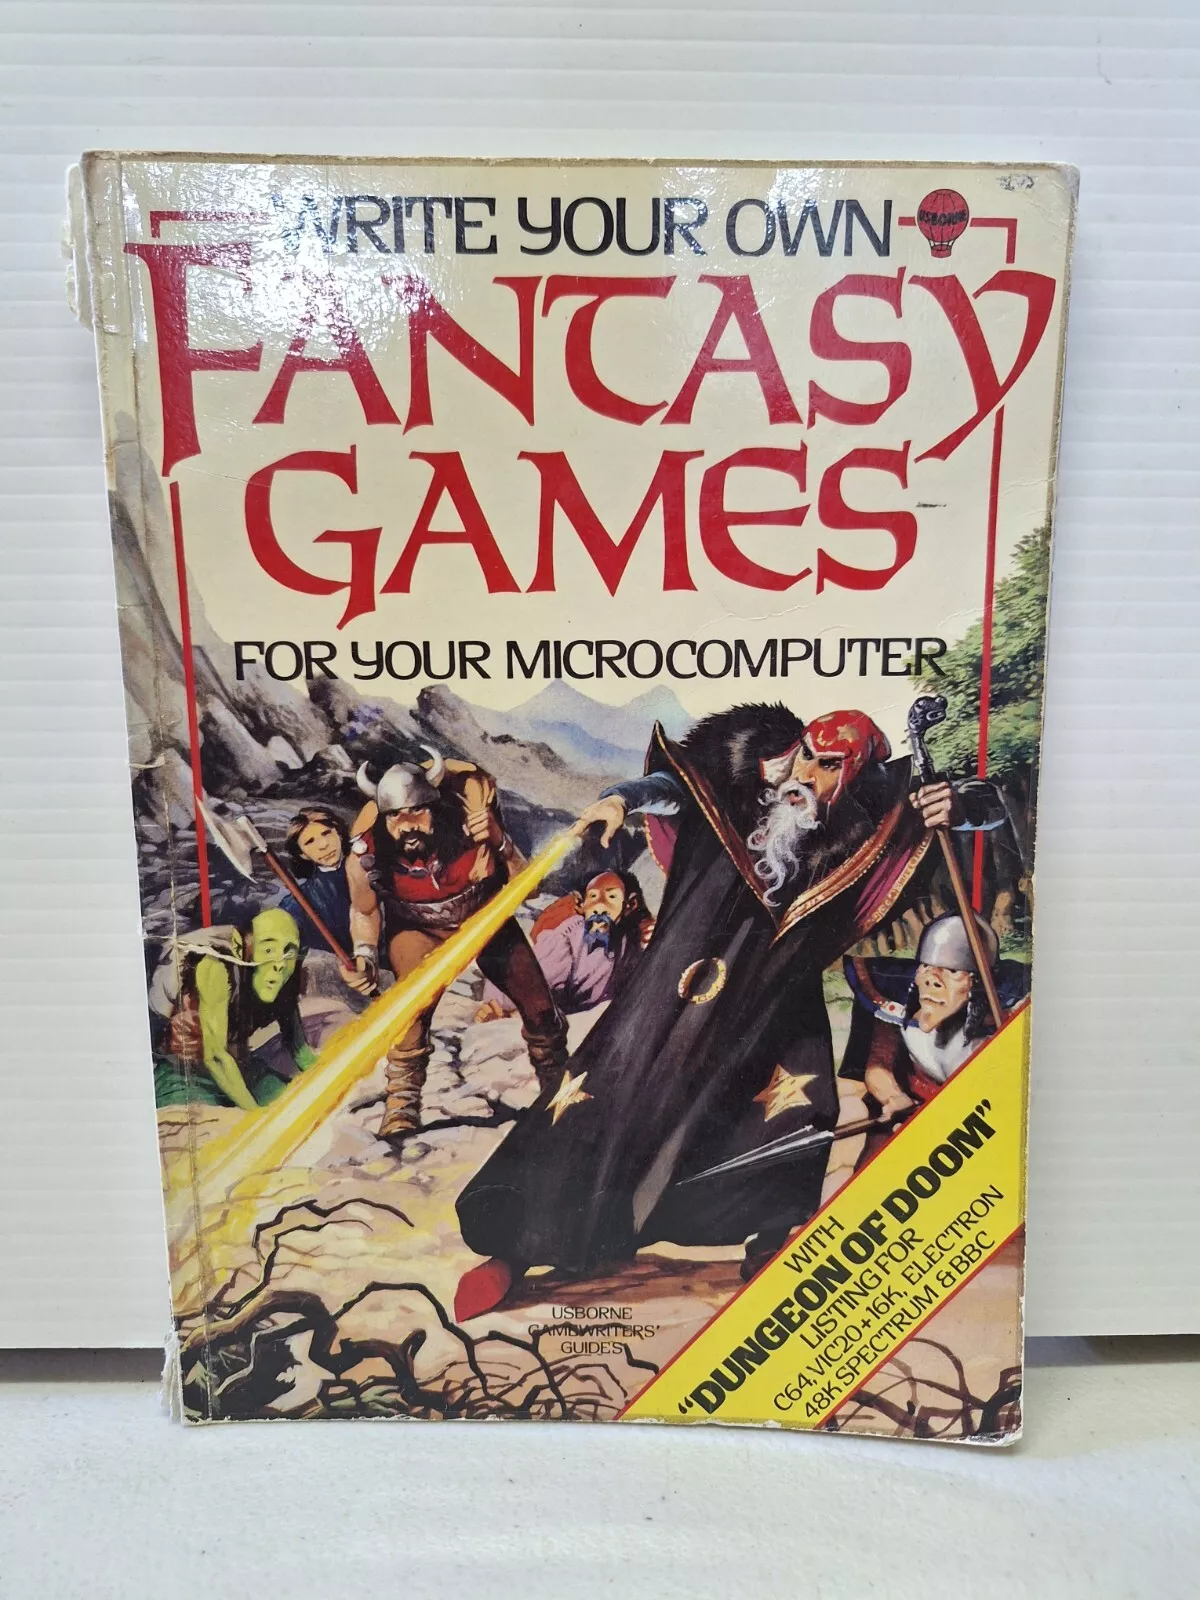 WRITE YOUR OWN
USBORNE
FANTASY
GAMES
FOR YOUR MICROCOMPUTER
WITH
"DUNGEON OF DOOM"
LISTING FOR
C64, VIC20+16K, ELECTRON
48K SPECTRUM & BBC
USBORNE
GAMEWRITERS'
GUIDES